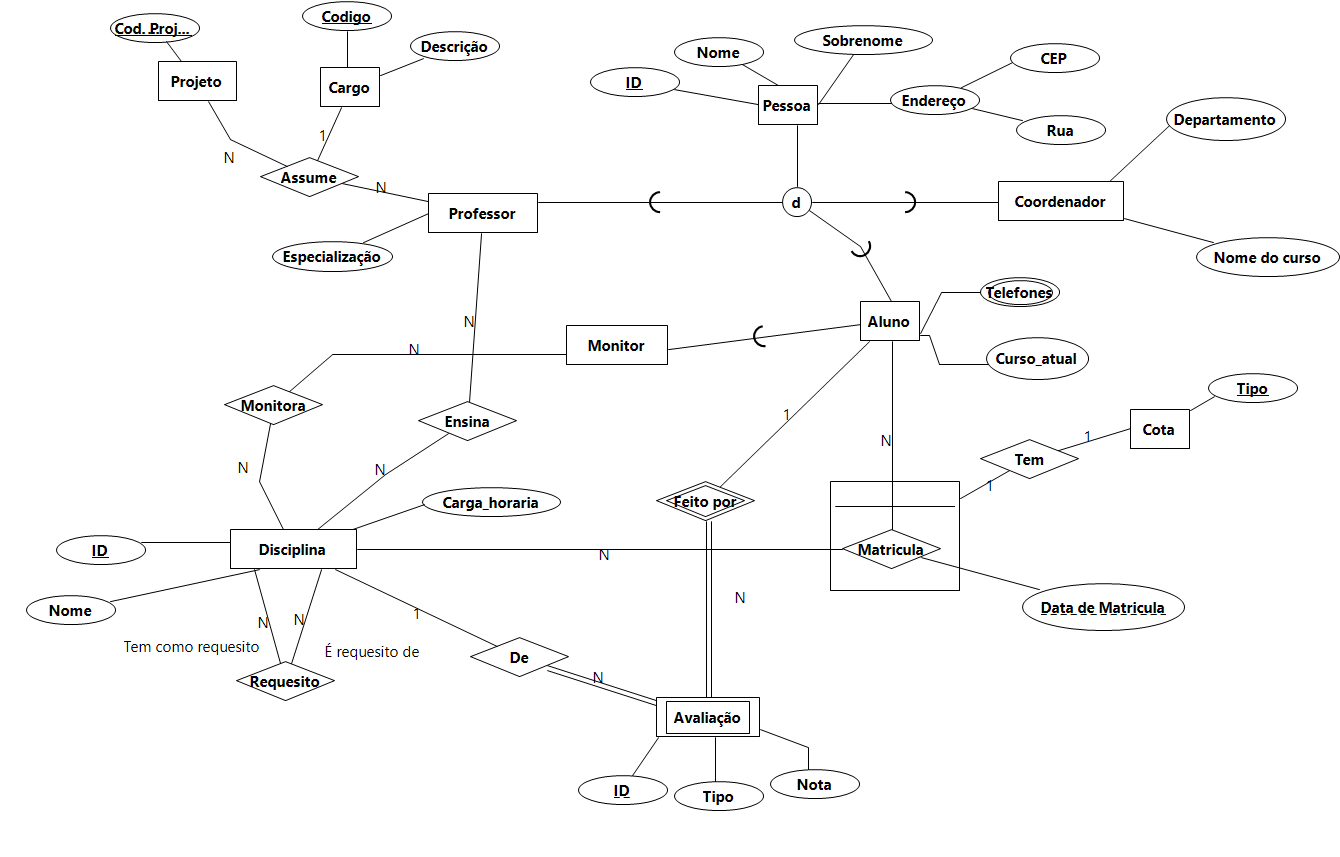 Codigo
Cod. Proj...
Descrição
Sobrenome
Nome
CEP
Projeto
ID
Cargo
Endereço
Pessoa
Departamento
Rua
1
N
Assume
N
d
Coordenador
Professor
Especialização
Nome do curso
Telefones
N
Aluno
Monitor
N
Curso_atual
Tipo
Monitora
1
Ensina
Cota
1
N
Tem
N
N
1
Feito por
Carga_horaria
ID
Disciplina
N
Matricula
N
Data de Matricula
Nome
1
N
N
Tem como requesito
É requesito de
De
Requesito
N
Avaliação
ID
Tipo
Nota